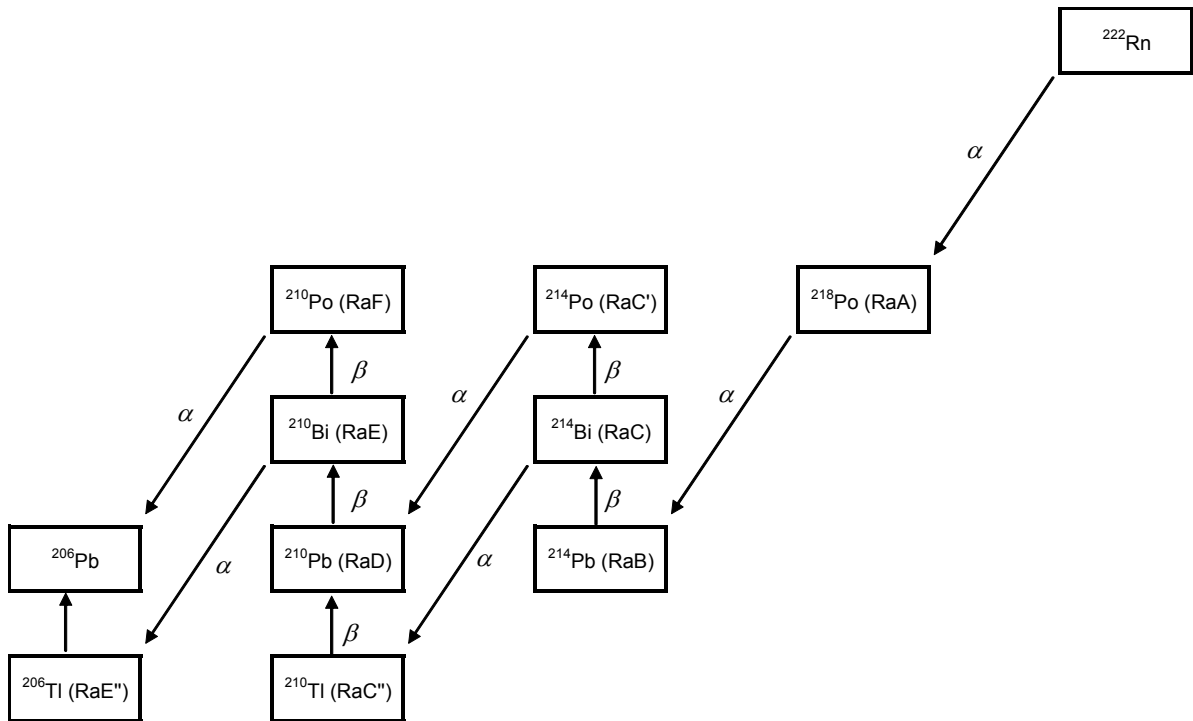 ²²²Rn
α
²¹⁰Po (RaF)
²¹⁴Po (RaC')
²¹⁸Po (RaA)
β
β
α
α
α
²¹⁰Bi (RaE)
²¹⁴Bi (RaC)
β
β
²⁰⁶Pb
α
²¹⁰Pb (RaD)
α
²¹⁴Pb (RaB)
β
²⁰⁶Tl (RaE")
²¹⁰Tl (RaC")